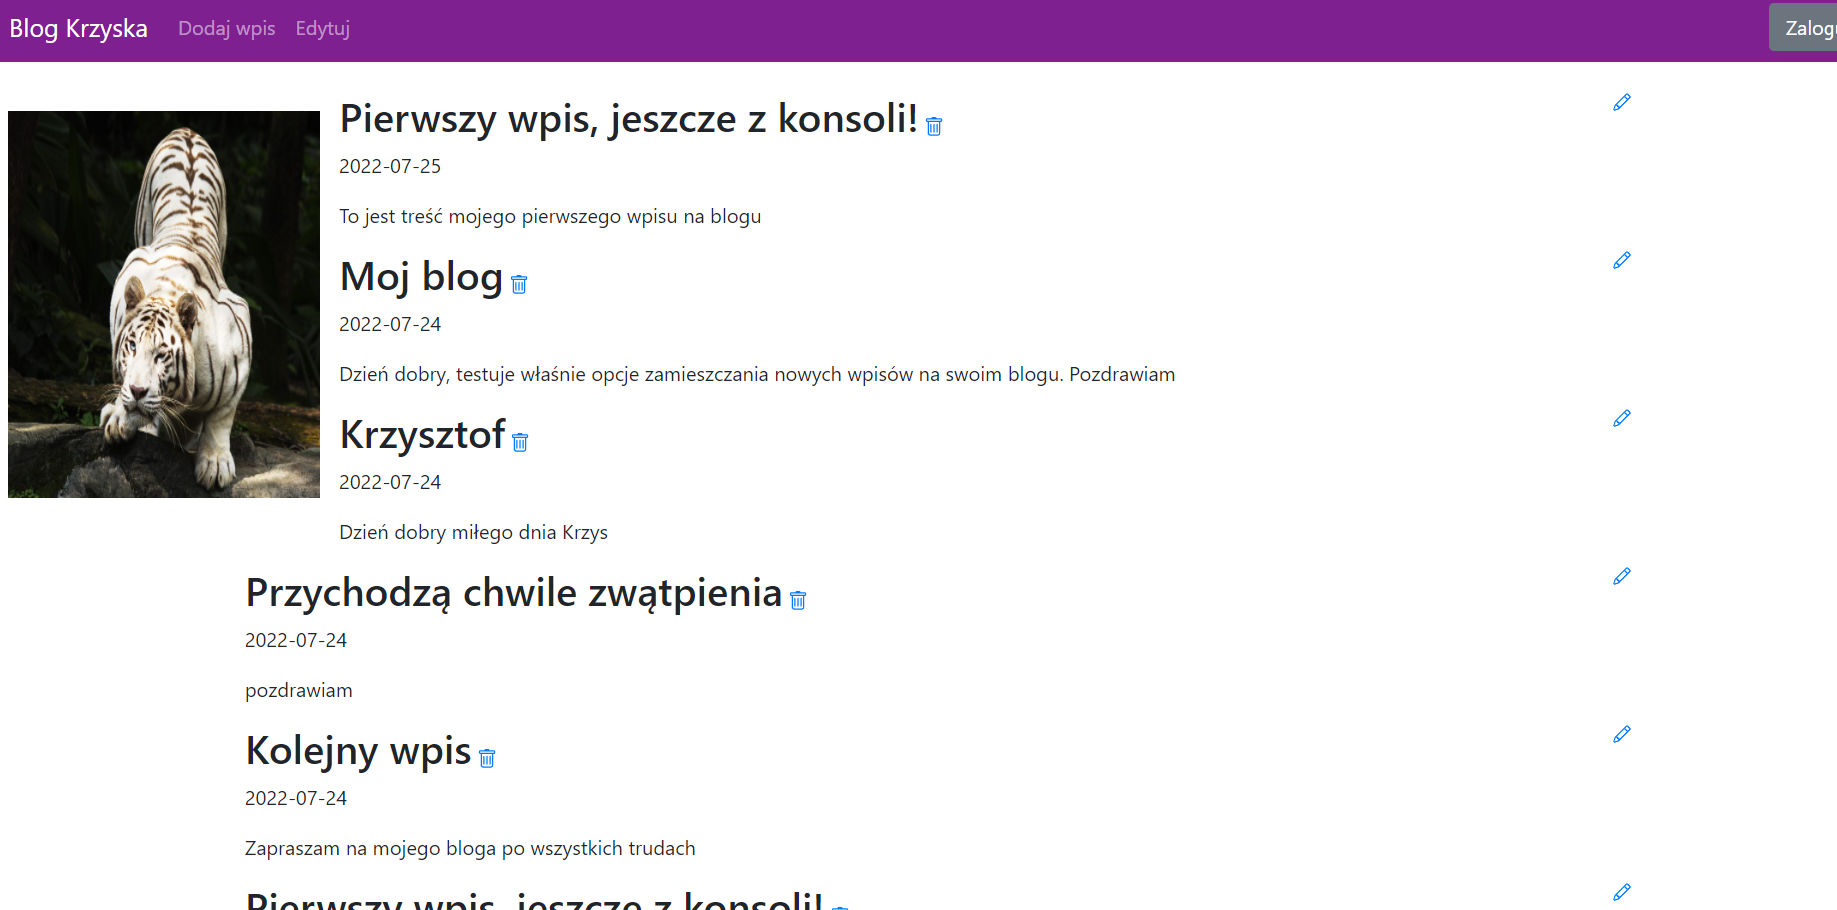 Blog Krzyska Dodaj wpis Edytuj
Pierwszy wpis, jeszcze z konsoli!
2022-07-25
To jest treść mojego pierwszego wpisu na blogu
Moj blog
2022-07-24
Dzień dobry, testuje właśnie opcje zamieszczania nowych wpisów na swoim blogu. Pozdrawiam
Krzysztof
2022-07-24
Dzień dobry miłego dnia Krzys
Przychodzą chwile zwątpienia
2022-07-24
pozdrawiam
Kolejny wpis
2022-07-24
Zapraszam na mojego bloga po wszystkich trudach
Pierwszy wpis, jeszcze z konsoli!